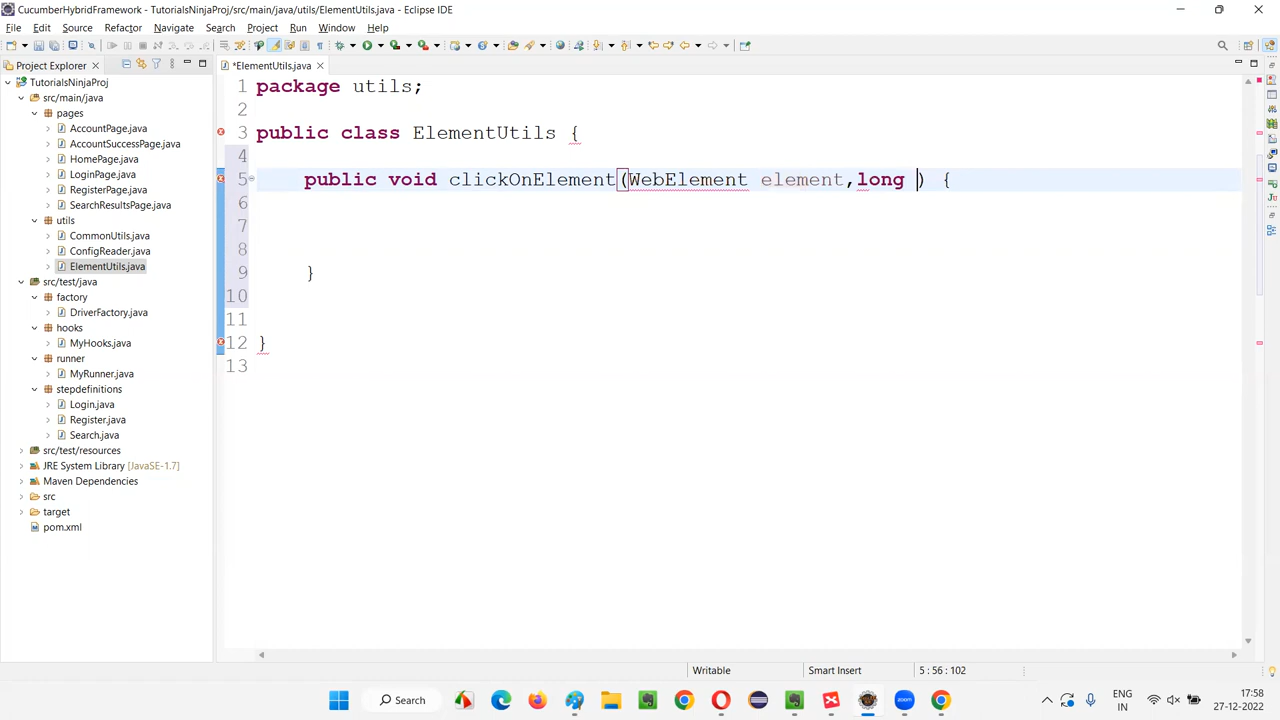 CucumberHybridFramework - TutorialsNinjaProj/src/main/java/utils/ElementUtils.java - Eclipse IDE
File Edit Source Refactor Navigate Search Project Run Window Help
Project Explorer
TutorialsNinjaProj
src/main/java
pages
AccountPage.java
AccountSuccessPage.java
HomePage.java
LoginPage.java
RegisterPage.java
SearchResultsPage.java
utils
CommonUtils.java
ConfigReader.java
ElementUtils.java
src/test/java
factory
DriverFactory.java
hooks
MyHooks.java
runner
MyRunner.java
stepdefinitions
Login.java
Register.java
Search.java
src/test/resources
JRE System Library [JavaSE-1.7]
Maven Dependencies
src
target
pom.xml
*ElementUtils.java
1 package utils;
2
3 public class ElementUtils {
4
5 public void clickOnElement(WebElement element,long ) {
6
7
8
9 }
10
11
12 }
13
Writable Smart Insert 5 : 56 : 102
Search
ENG
IN
17:58
27-12-2022